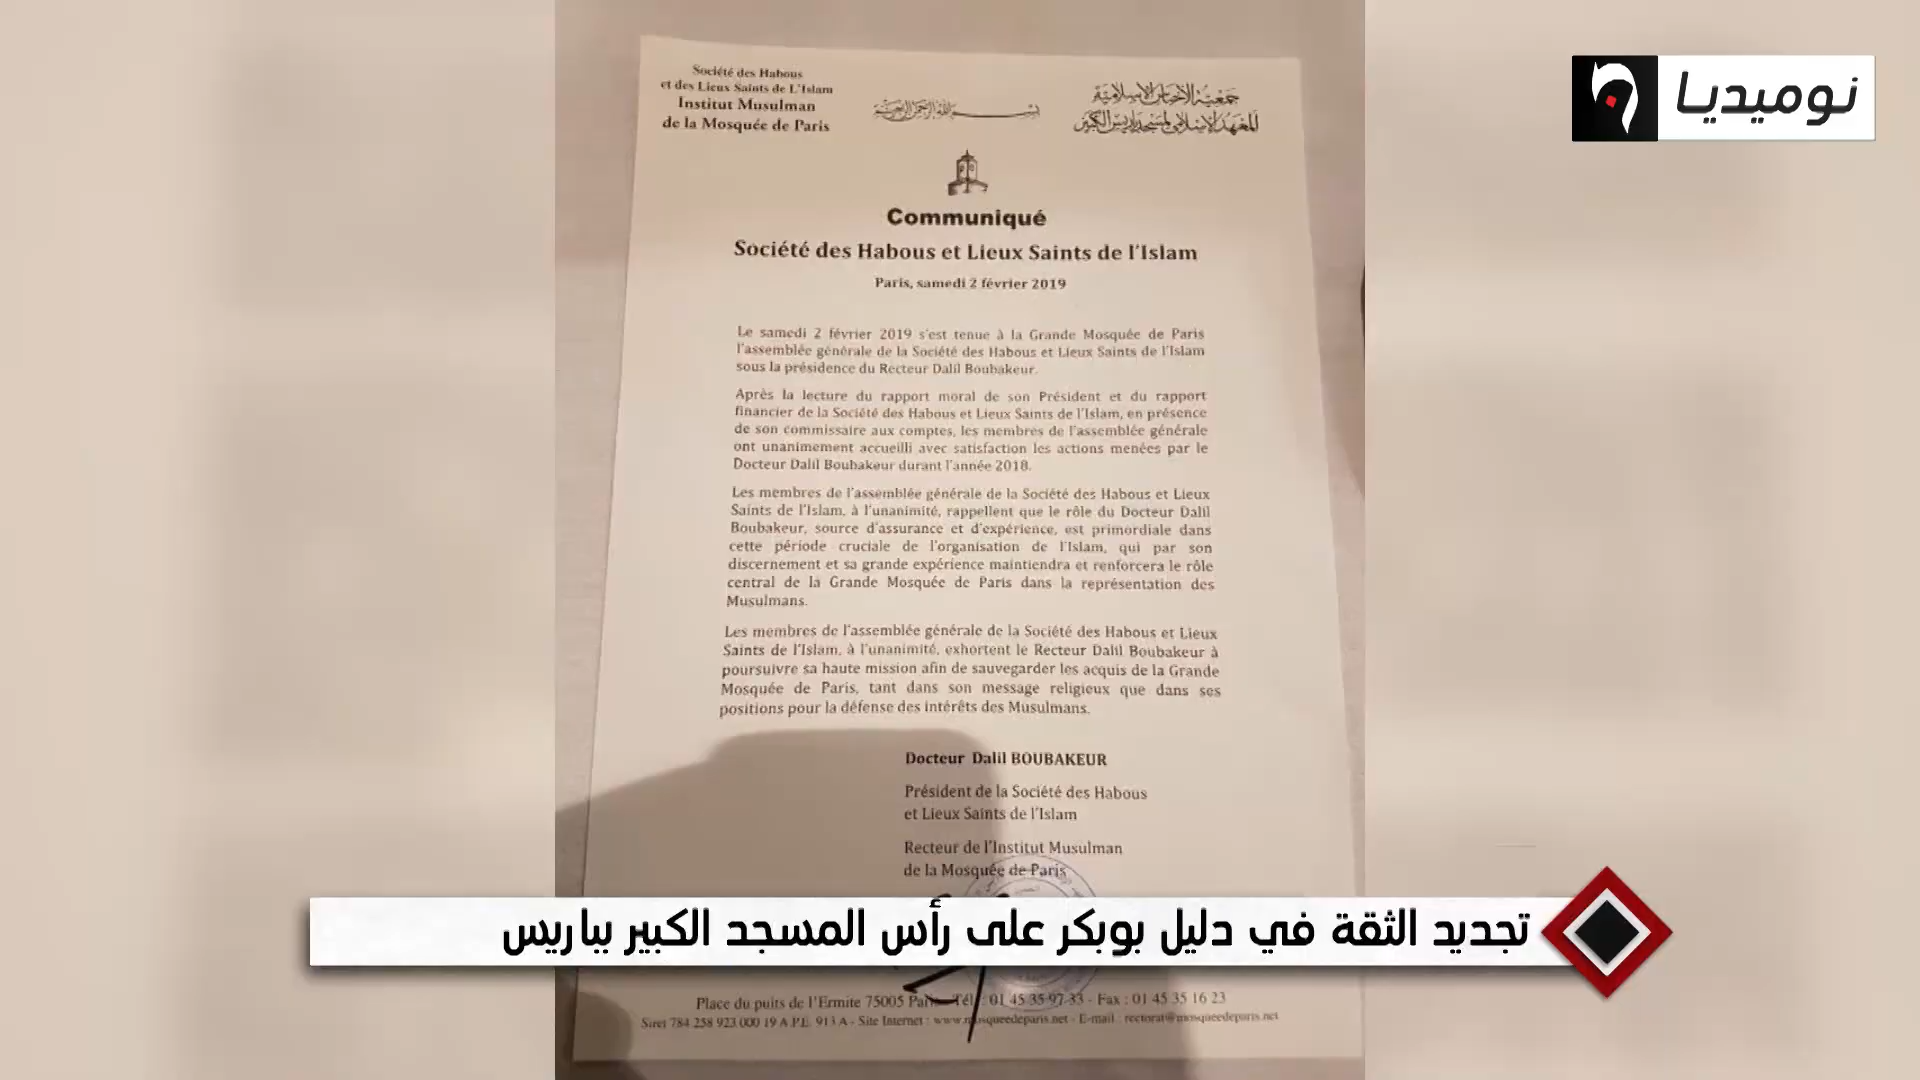 Société des Habous
et des Lieux Saints de L'Islam
Institut Musulman
de la Mosquée de Paris
بسم الله الرحمن الرحيم
جمعية الأحباس الإسلامية
المعهد الإسلامي لمسجد باريس الكبير
نوميديا
Communiqué
Société des Habous et Lieux Saints de l'Islam
Paris, samedi 2 février 2019
Le samedi 2 février 2019 s'est tenue à la Grande Mosquée de Paris
l'assemblée générale de la Société des Habous et Lieux Saints de l'Islam
sous la présidence du Recteur Dalil Boubakeur.
Après la lecture du rapport moral de son Président et du rapport
financier de la Société des Habous et Lieux Saints de l'Islam, en présence
de son commissaire aux comptes, les membres de l'assemblée générale
ont unanimement accueilli avec satisfaction les actions menées par le
Docteur Dalil Boubakeur durant l'année 2018.
Les membres de l'assemblée générale de la Société des Habous et Lieux
Saints de l'Islam, à l'unanimité, rappellent que le rôle du Docteur Dalil
Boubakeur, source d'assurance et d'expérience, est primordiale dans
cette période cruciale de l'organisation de l'Islam, qui par son
discernement et sa grande expérience maintiendra et renforcera le rôle
central de la Grande Mosquée de Paris dans la représentation des
Musulmans.
Les membres de l'assemblée générale de la Société des Habous et Lieux
Saints de l'Islam, à l'unanimité, exhortent le Recteur Dalil Boubakeur à
poursuivre sa haute mission afin de sauvegarder les acquis de la Grande
Mosquée de Paris, tant dans son message religieux que dans ses
positions pour la défense des intérêts des Musulmans.
Docteur Dalil BOUBAKEUR
Président de la Société des Habous
et Lieux Saints de l'Islam
Recteur de l'Institut Musulman
de la Mosquée de Paris
تجديد الثقة في دليل بوبكر على رأس المسجد الكبير بباريس
Place du puits de l'Ermite 75005 Paris - Tél : 01 45 35 97 33 - Fax : 01 45 35 16 23
Siret 784 258 923 000 19 A.P.E. 913 A - Site Internet : www.mosqueedeparis.net - E-mail : rectorat@mosqueedeparis.net